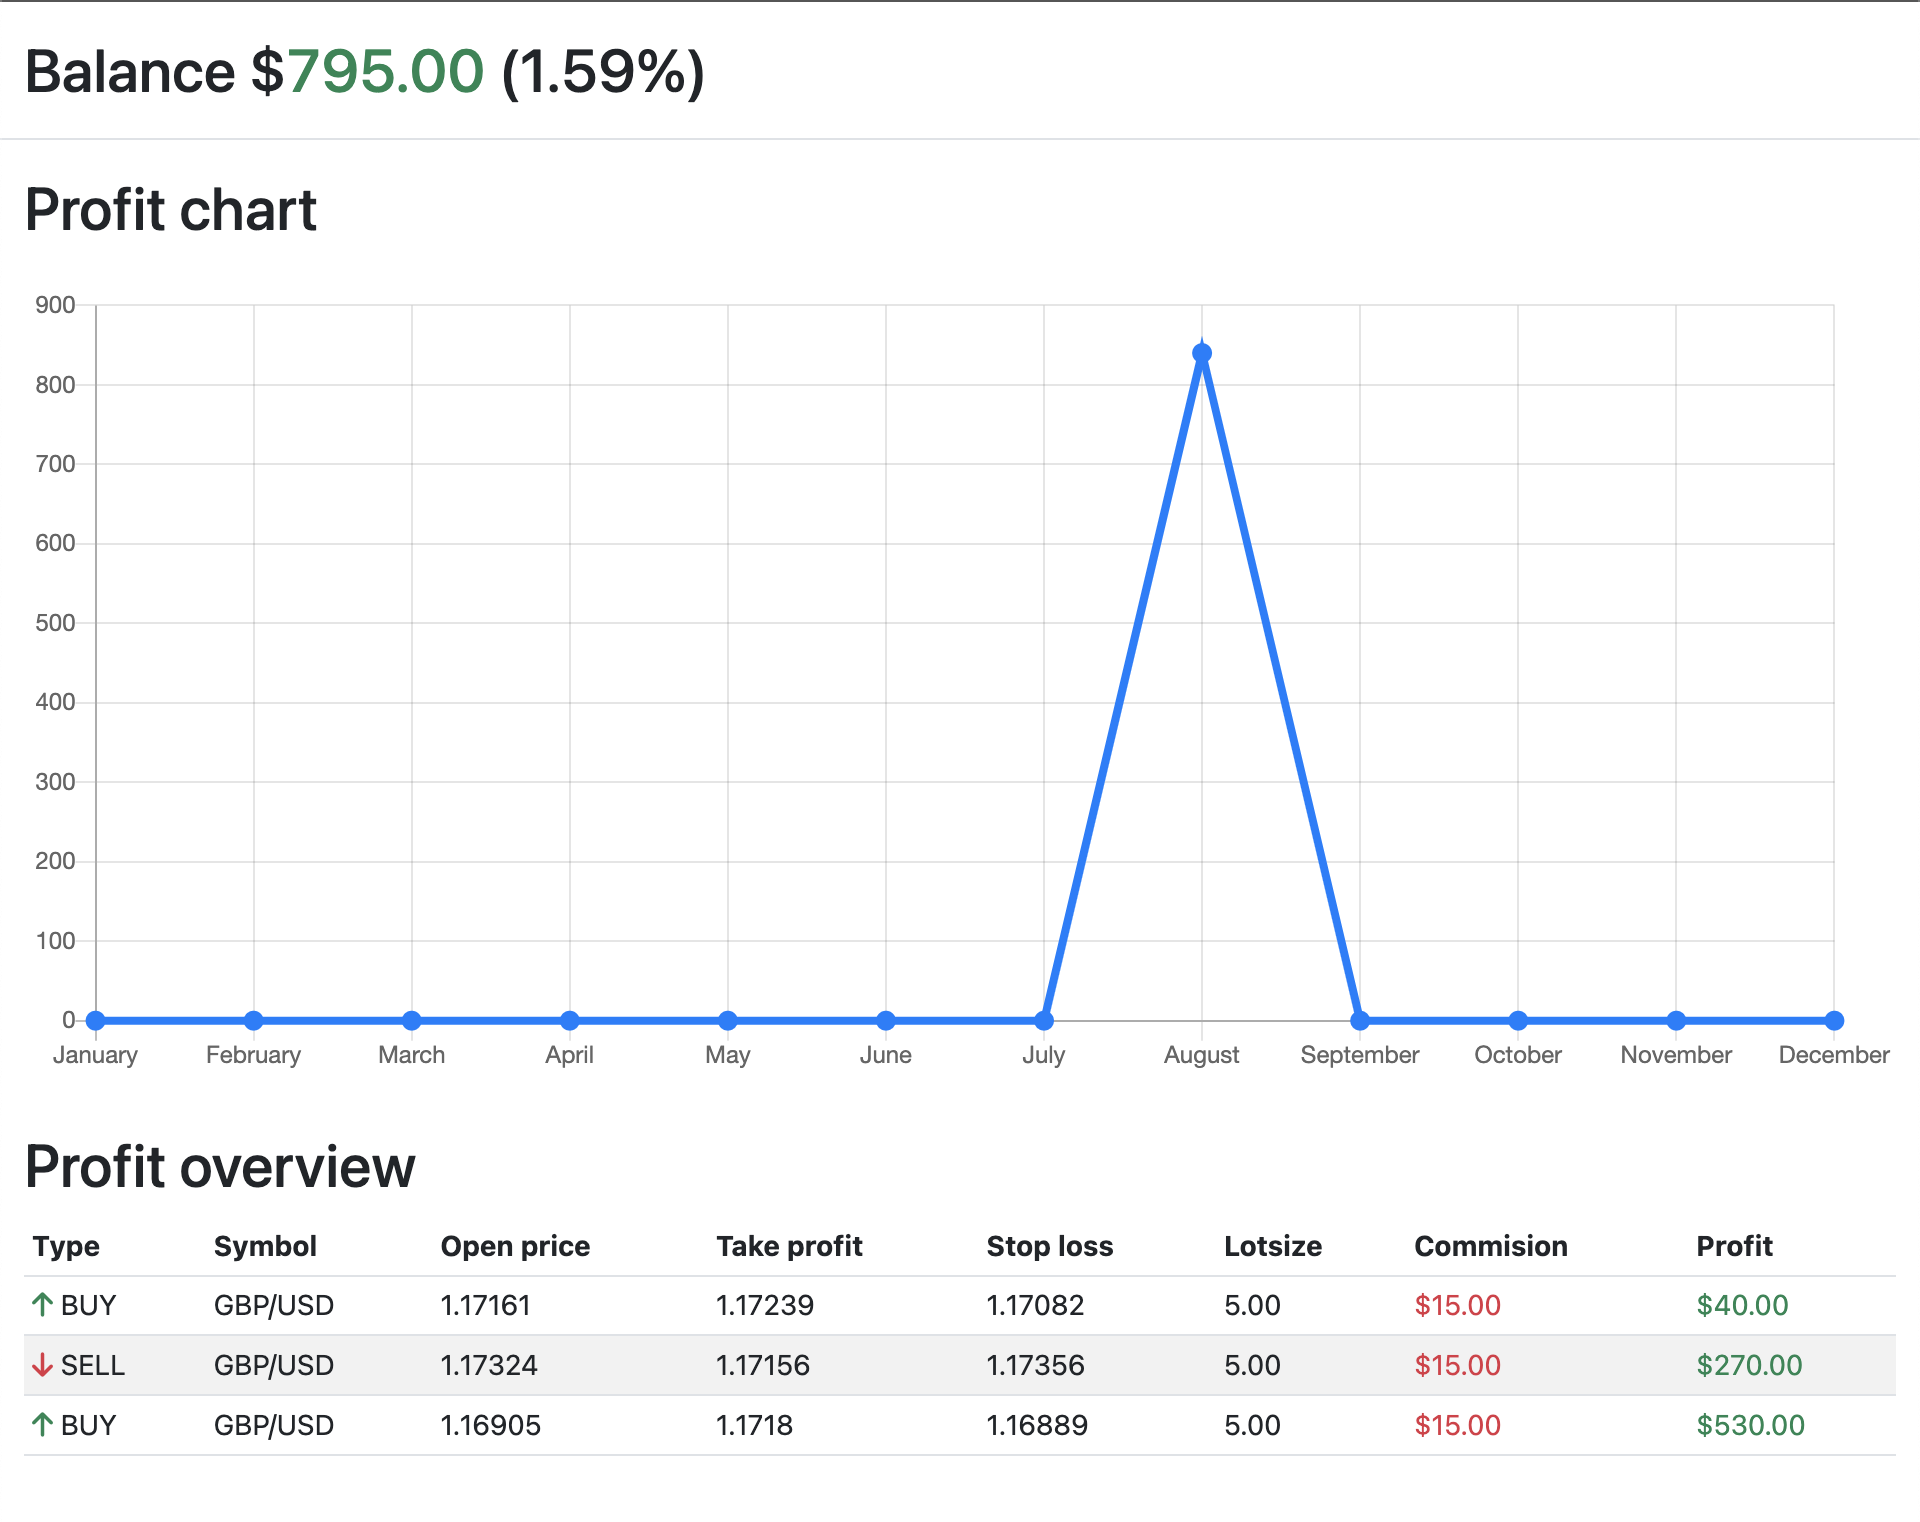 Balance $795.00 (1.59%)
Profit chart
900
800
700
600
500
400
300
200
100
0
January February March April May June July August September October November December
Profit overview
Type Symbol Open price Take profit Stop loss Lotsize Commision Profit
BUY GBP/USD 1.17161 1.17239 1.17082 5.00 $15.00 $40.00
SELL GBP/USD 1.17324 1.17156 1.17356 5.00 $15.00 $270.00
BUY GBP/USD 1.16905 1.1718 1.16889 5.00 $15.00 $530.00